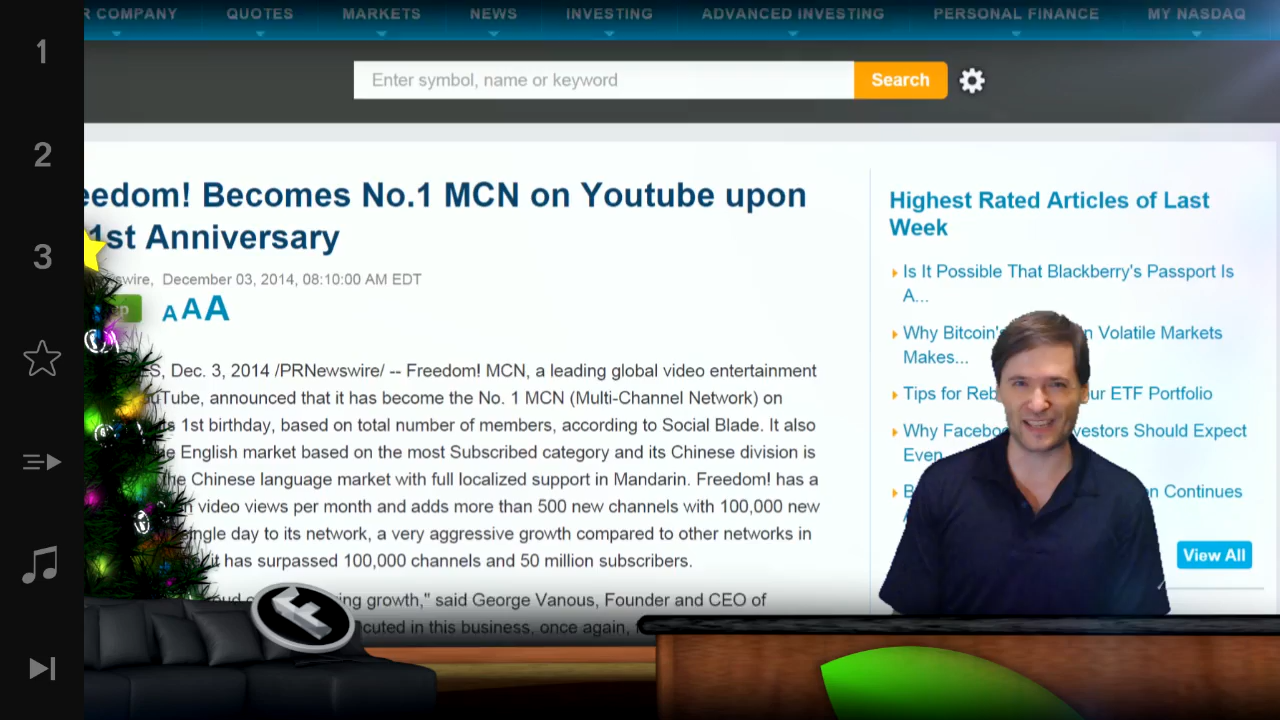 R COMPANY QUOTES MARKETS NEWS INVESTING ADVANCED INVESTING PERSONAL FINANCE MY NASDAQ
1
2
3
Enter symbol, name or keyword
Search
eedom! Becomes No.1 MCN on Youtube upon
1st Anniversary
swire, December 03, 2014, 08:10:00 AM EDT
A A A
S, Dec. 3, 2014 /PRNewswire/ -- Freedom! MCN, a leading global video entertainment
uTube, announced that it has become the No. 1 MCN (Multi-Channel Network) on
s 1st birthday, based on total number of members, according to Social Blade. It also
e English market based on the most Subscribed category and its Chinese division is
he Chinese language market with full localized support in Mandarin. Freedom! has a
video views per month and adds more than 500 new channels with 100,000 new
ngle day to its network, a very aggressive growth compared to other networks in
it has surpassed 100,000 channels and 50 million subscribers.
oud ing growth," said George Vanous, Founder and CEO of
cuted in this business, once again,
Highest Rated Articles of Last
Week
Is It Possible That Blackberry's Passport Is
A...
Why Bitcoin's n Volatile Markets
Makes...
Tips for Reb ur ETF Portfolio
Why Facebo vestors Should Expect
Even
B n Continues
View All
F